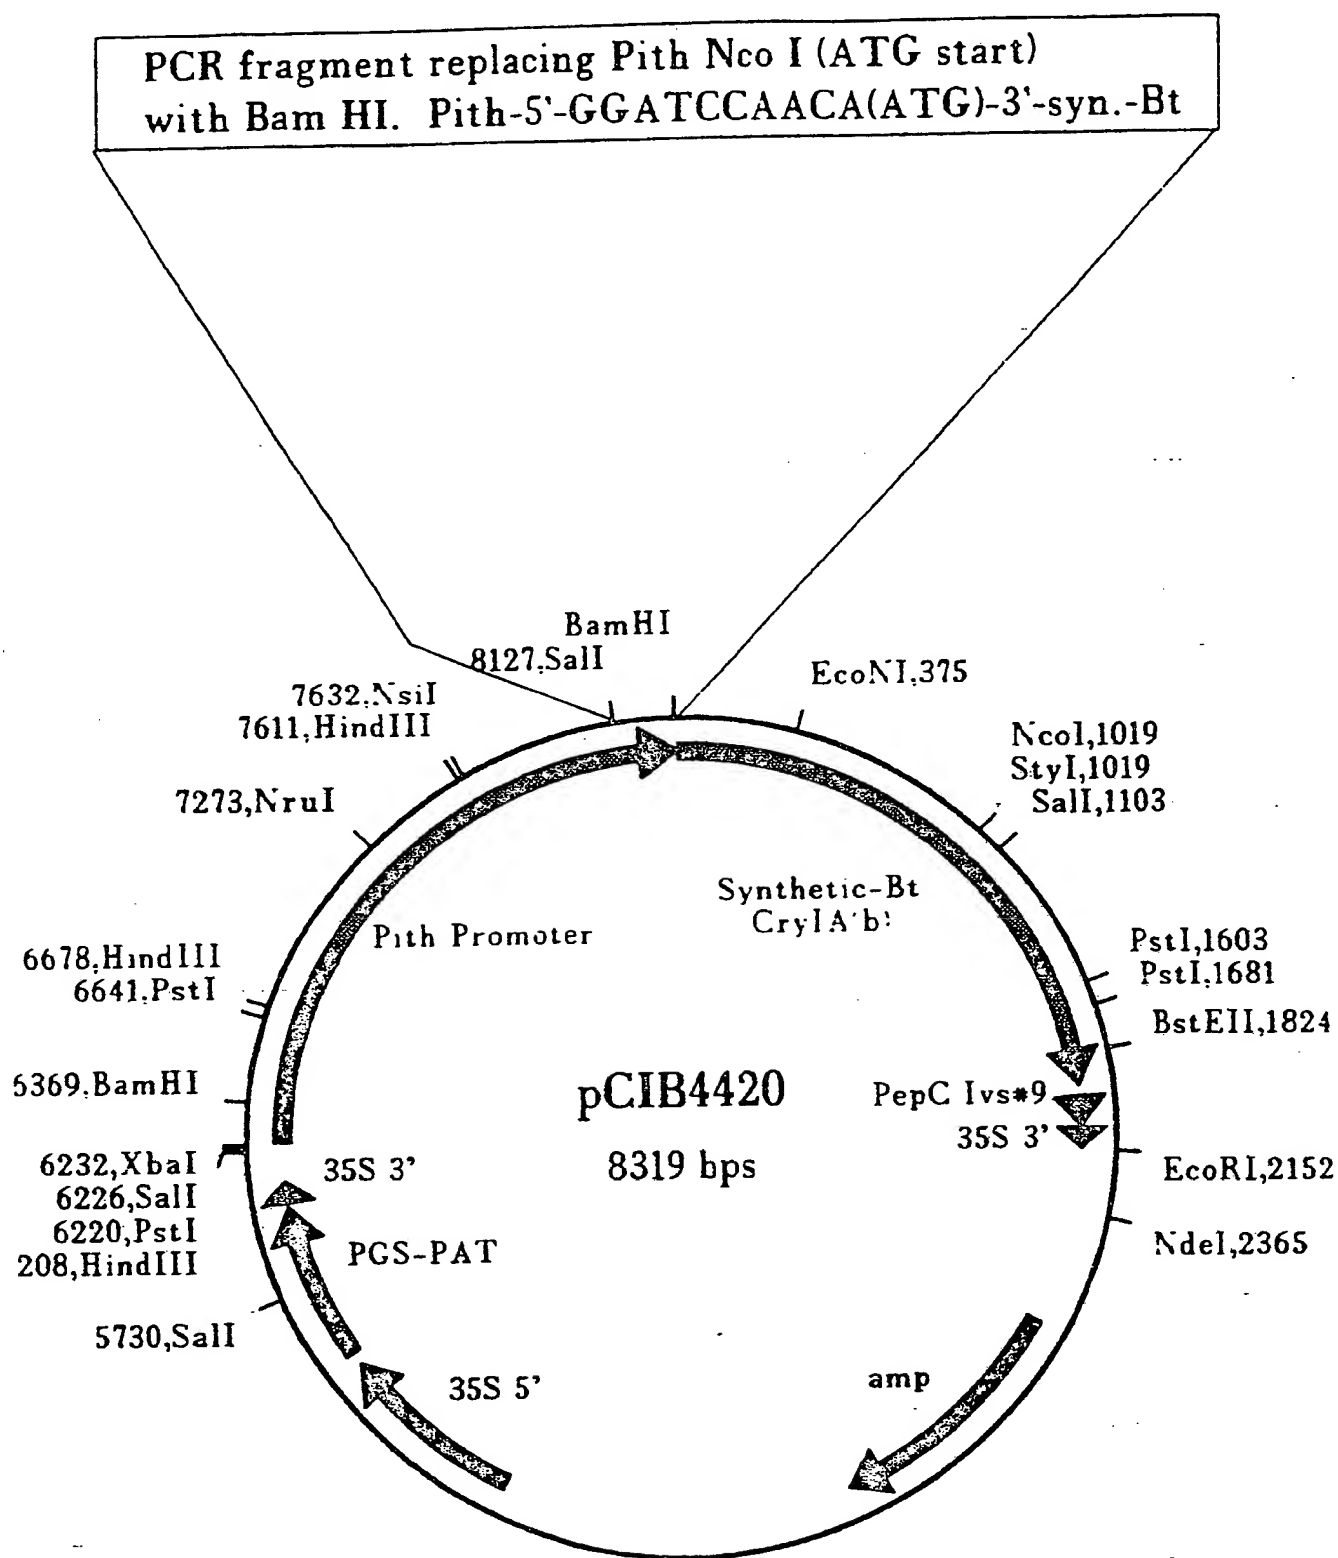 PCR fragment replacing Pith Nco I (ATG start)
with Bam HI. Pith-5'-GGATCCAACA(ATG)-3'-syn.-Bt
BamHI
8127,SalI
EcoNI,375
7632,NsiI
7611,HindIII
NcoI,1019
StyI,1019
SalI,1103
7273,NruI
Synthetic-Bt
CryIA'b'
Pith Promoter
PstI,1603
PstI,1681
6678,HindIII
6641,PstI
BstEII,1824
6369,BamHI
pCIB4420
8319 bps
PepC Ivs#9
35S 3'
6232,XbaI
6226,SalI
6220,PstI
208,HindIII
35S 3'
EcoRI,2152
NdeI,2365
PGS-PAT
5730,SalI
35S 5'
amp